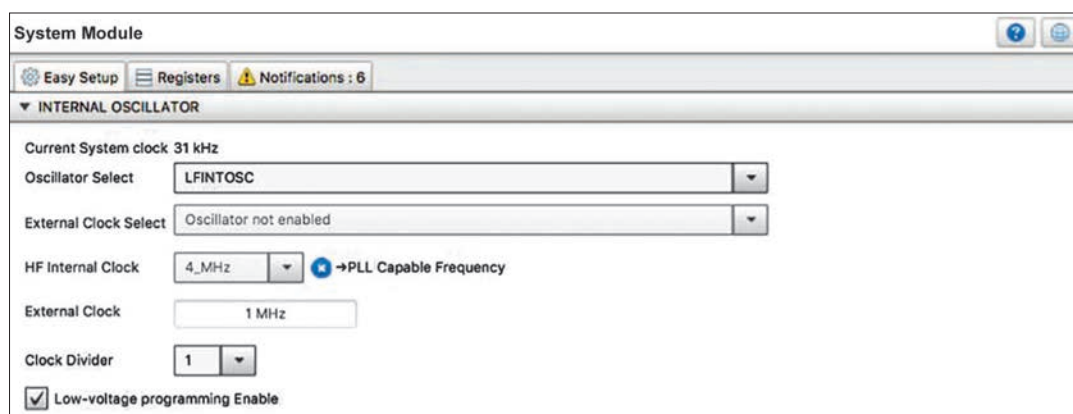 System Module
?
Easy Setup Registers Notifications : 6
INTERNAL OSCILLATOR
Current System clock 31 kHz
Oscillator Select LFINTOSC
External Clock Select Oscillator not enabled
HF Internal Clock 4_MHz →PLL Capable Frequency
External Clock 1 MHz
Clock Divider 1
Low-voltage programming Enable